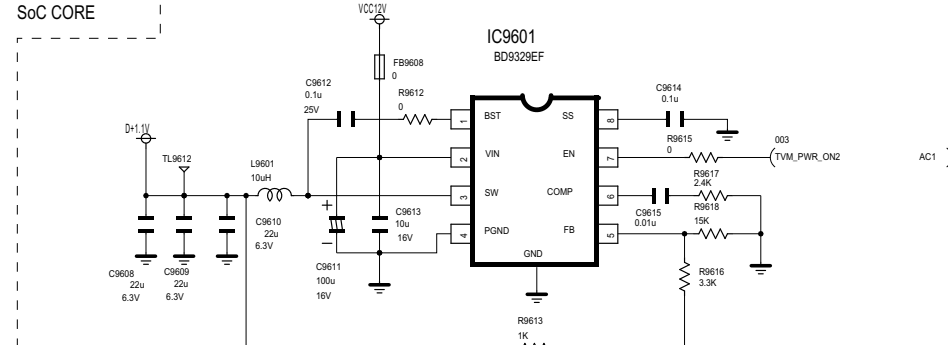 SoC CORE
VCC12V
IC9601
BD9329EF
FB9608
0
C9612
0.1u
25V
R9612
0
C9614
0.1u
BST
SS
1
8
D+1.1V
R9615
0
003
TVM_PWR_ON2
AC1
TL9612
VIN
EN
2
7
L9601
10uH
R9617
2.4K
SW
COMP
3
6
C9615
0.01u
R9618
15K
C9610
22u
6.3V
+
C9613
10u
16V
PGND
FB
4
5
GND
C9608
22u
6.3V
C9609
22u
6.3V
C9611
100u
16V
R9616
3.3K
R9613
1K